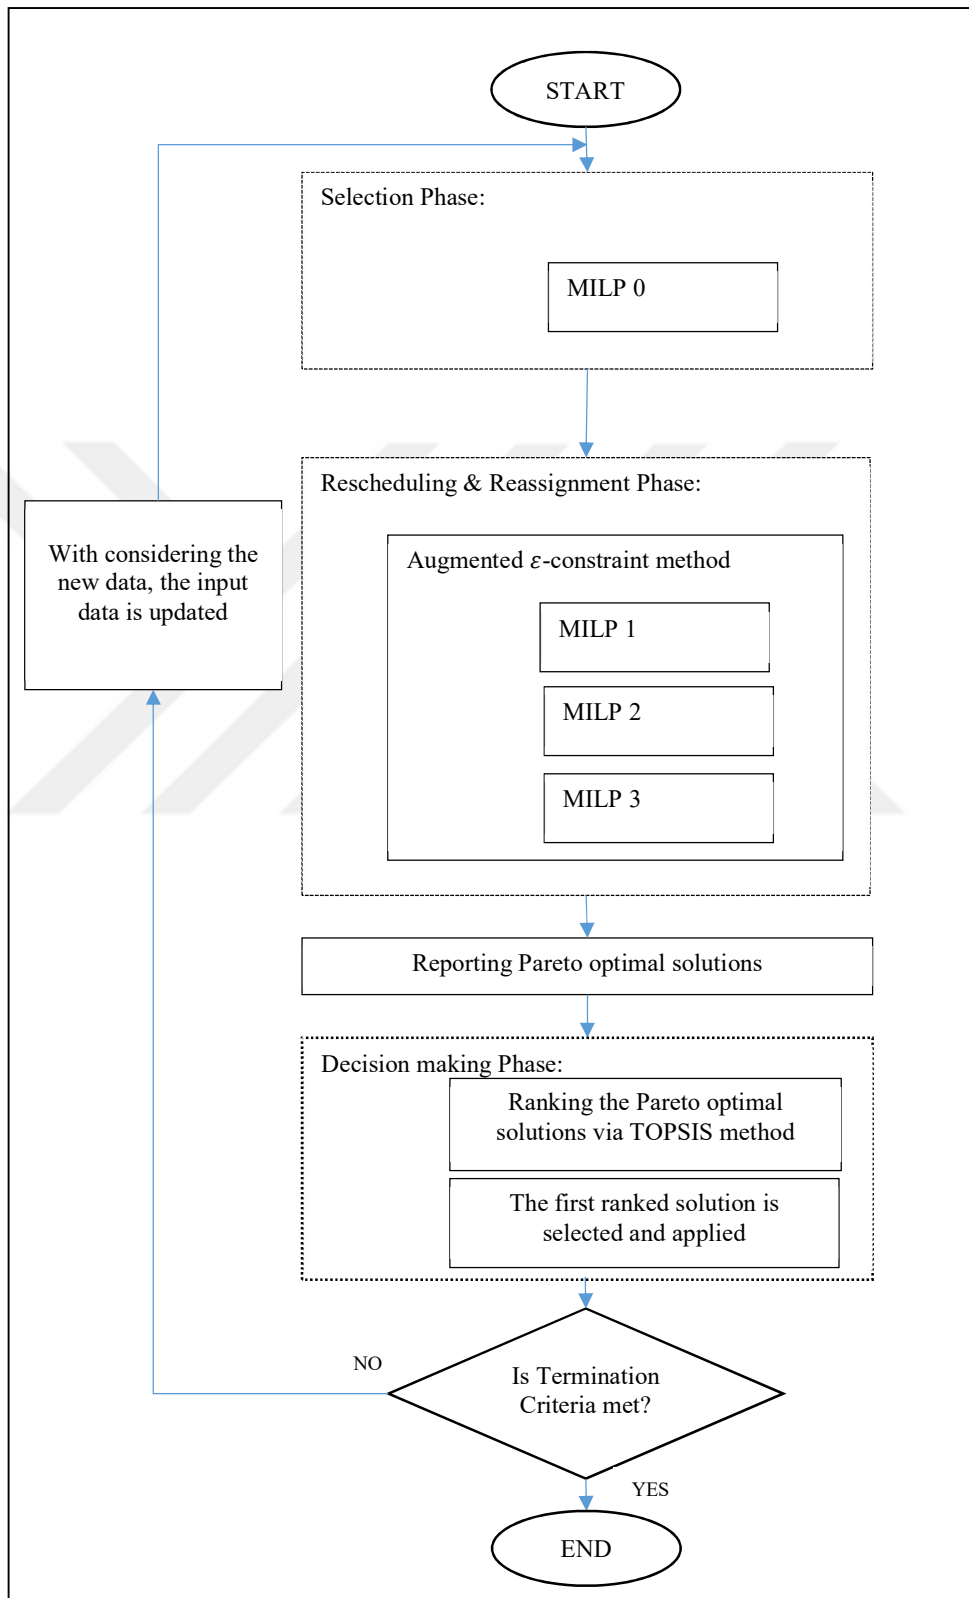 START
Selection Phase:
MILP 0
Rescheduling & Reassignment Phase:
Augmented ε-constraint method
MILP 1
MILP 2
MILP 3
With considering the
new data, the input
data is updated
Reporting Pareto optimal solutions
Decision making Phase:
Ranking the Pareto optimal
solutions via TOPSIS method
The first ranked solution is
selected and applied
Is Termination
Criteria met?
NO
YES
END